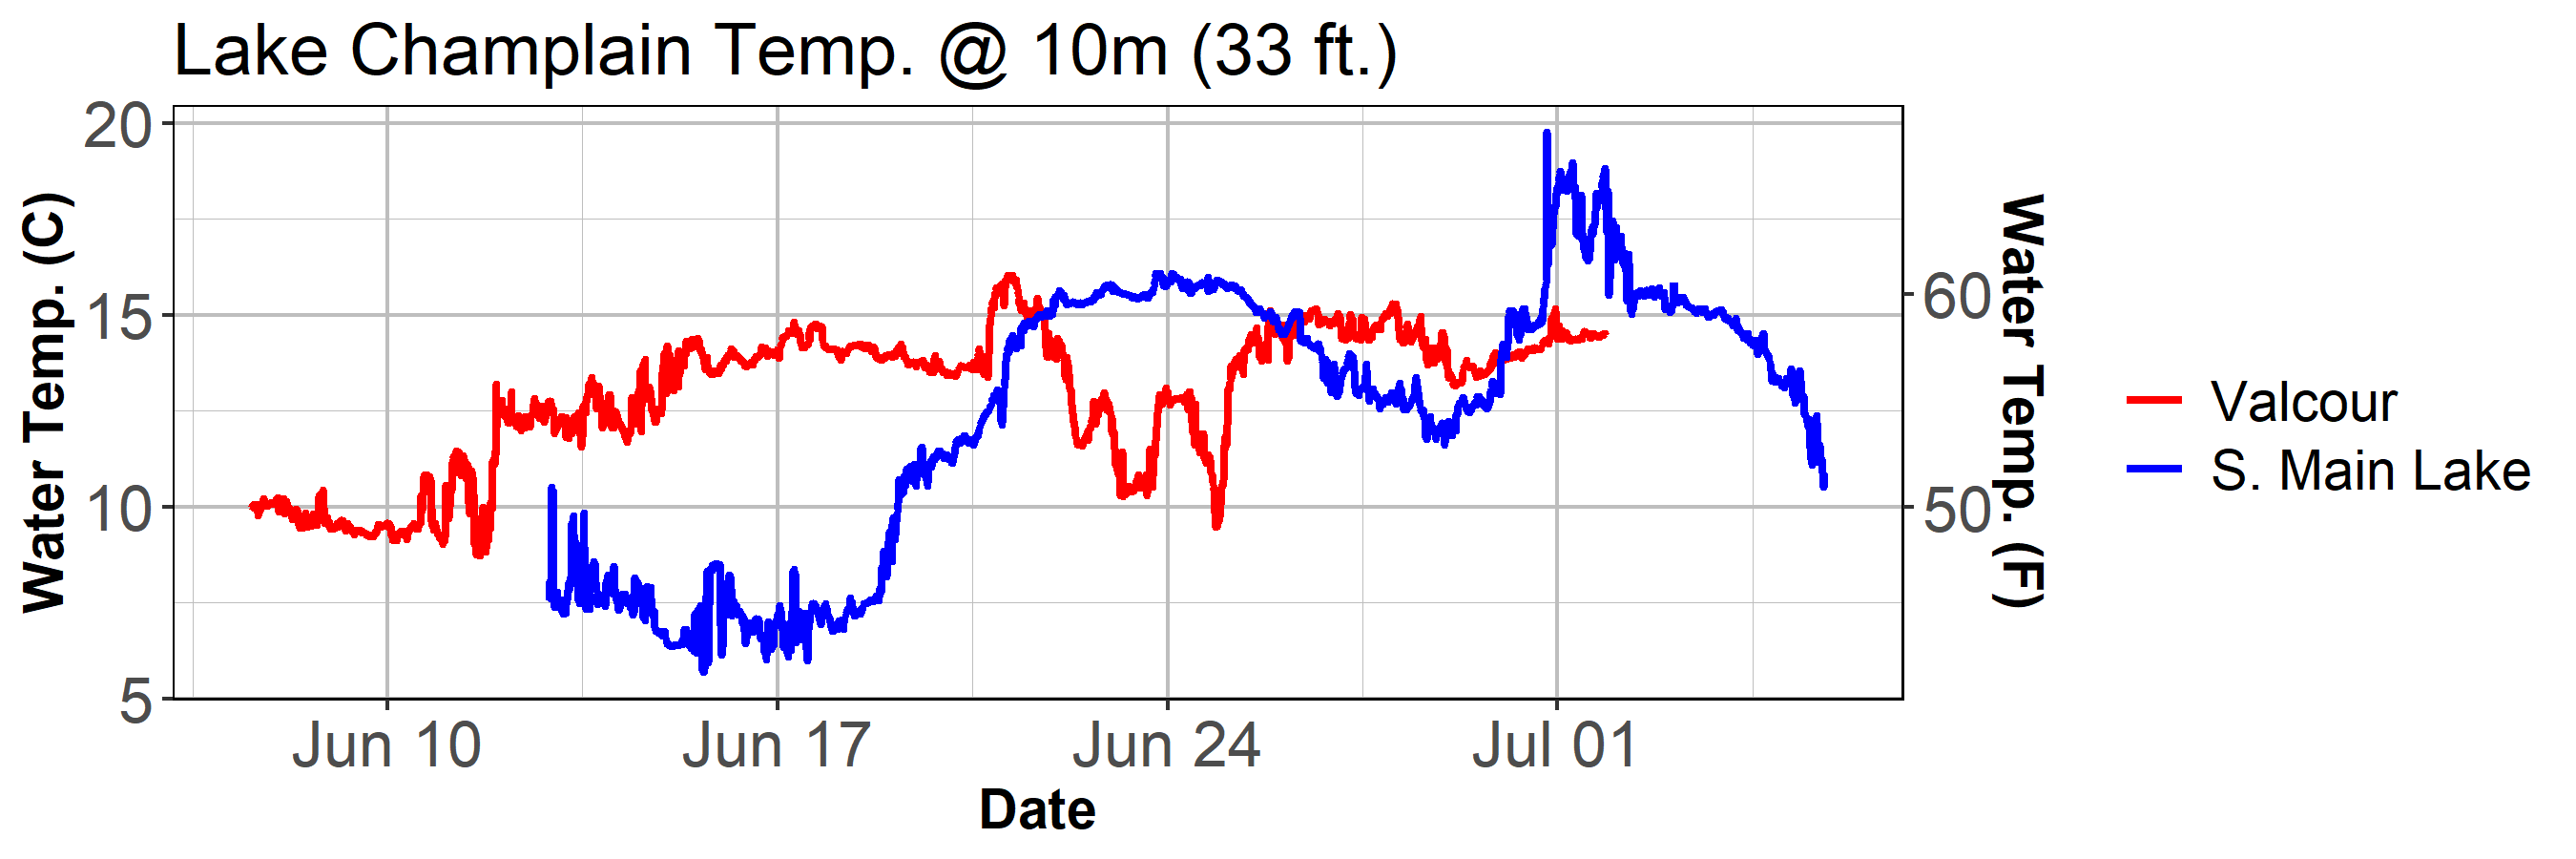 Lake Champlain Temp. @ 10m (33 ft.)
Water Temp. (C)
20
15
10
5
Jun 10
Jun 17
Jun 24
Jul 01
Date
60
50
Water Temp. (F)
Valcour
S. Main Lake